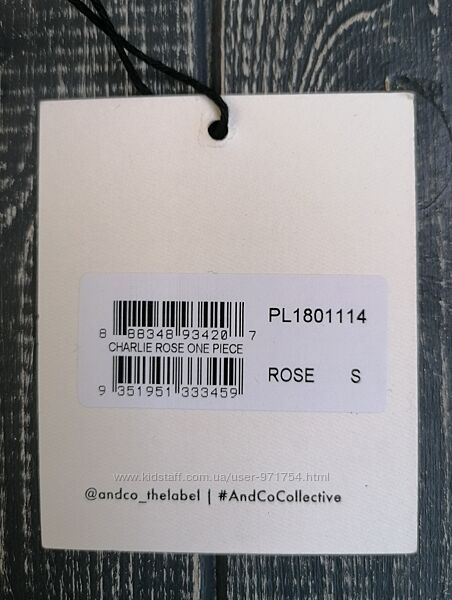 8 88348 93420 7
PL1801114
CHARLIE ROSE ONE PIECE
9 351951 333459
ROSE S
www.kidstaff.com.ua/user-971754.html
@andco_thelabel | #AndCoCollective